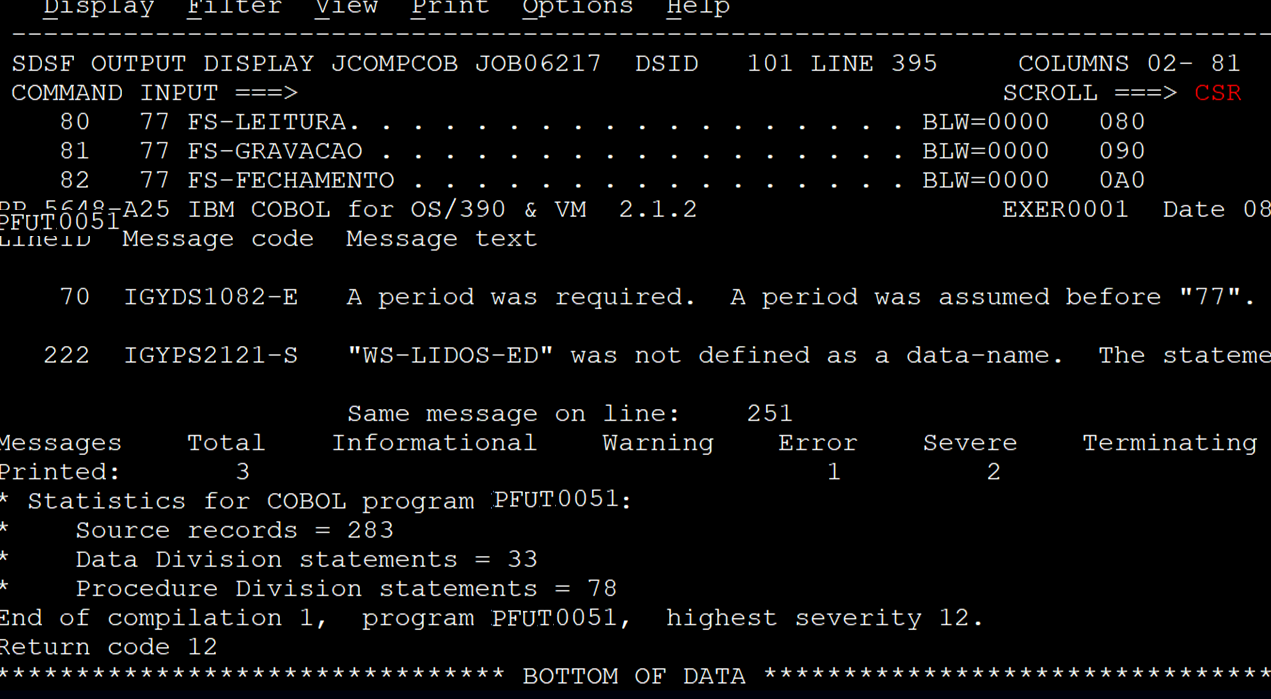 Display Filter View Print Options Help
--------------------------------------------------------------------------------
SDSF OUTPUT DISPLAY JCOMPCOB JOB06217 DSID 101 LINE 395 COLUMNS 02- 81
COMMAND INPUT ===> SCROLL ===> CSR
80 77 FS-LEITURA. . . . . . . . . . . . . . . . . . BLW=0000 080
81 77 FS-GRAVACAO . . . . . . . . . . . . . . . . . BLW=0000 090
82 77 FS-FECHAMENTO . . . . . . . . . . . . . . . . BLW=0000 0A0
PP 5648-A25 IBM COBOL for OS/390 & VM 2.1.2 EXER0001 Date 08
PFUT0051
LineID Message code Message text
70 IGYDS1082-E A period was required. A period was assumed before "77".
222 IGYPS2121-S "WS-LIDOS-ED" was not defined as a data-name. The stateme
Same message on line: 251
Messages Total Informational Warning Error Severe Terminating
Printed: 3 1 2
* Statistics for COBOL program PFUT0051:
* Source records = 283
* Data Division statements = 33
* Procedure Division statements = 78
End of compilation 1, program PFUT0051, highest severity 12.
Return code 12
******************************** BOTTOM OF DATA ********************************